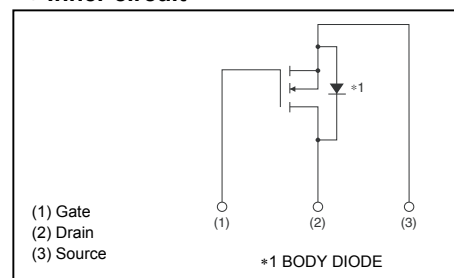 Inner circuit
∗1
(1) Gate
(2) Drain
(3) Source
(1) (2) (3)
∗1 BODY DIODE